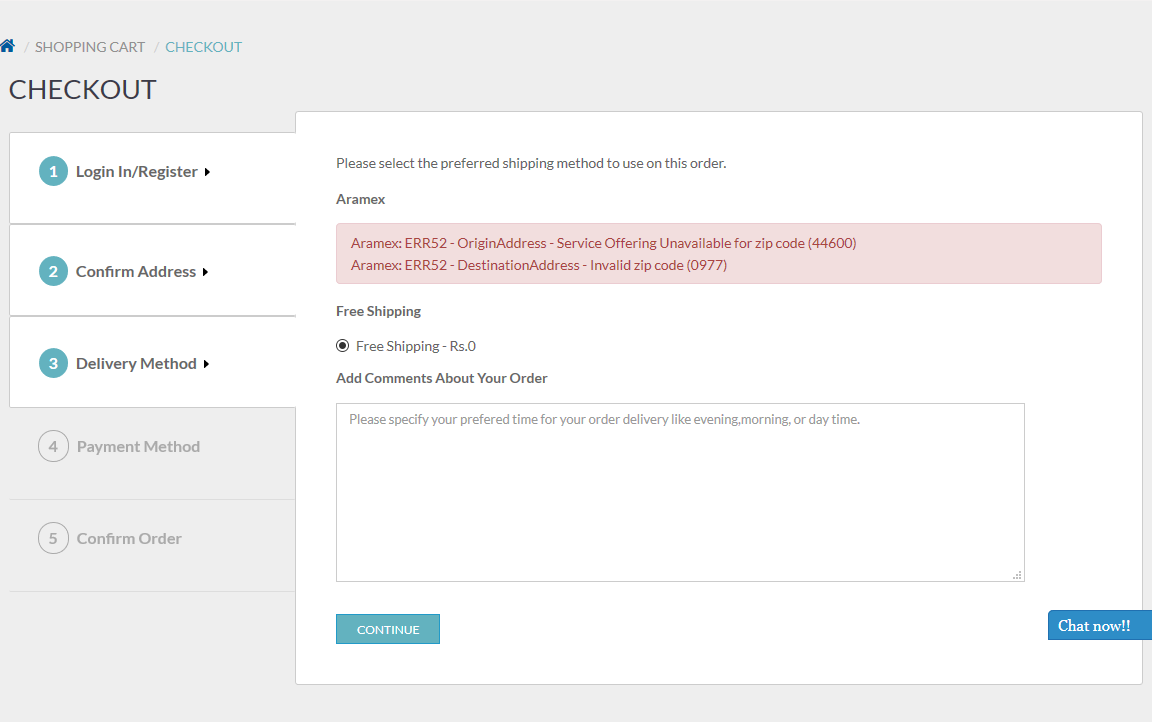 / SHOPPING CART / CHECKOUT
CHECKOUT
1 Login In/Register
2 Confirm Address
3 Delivery Method
4 Payment Method
5 Confirm Order
Please select the preferred shipping method to use on this order.
Aramex
Aramex: ERR52 - OriginAddress - Service Offering Unavailable for zip code (44600)
Aramex: ERR52 - DestinationAddress - Invalid zip code (0977)
Free Shipping
Free Shipping - Rs.0
Add Comments About Your Order
Please specify your prefered time for your order delivery like evening,morning, or day time.
CONTINUE
Chat now!!